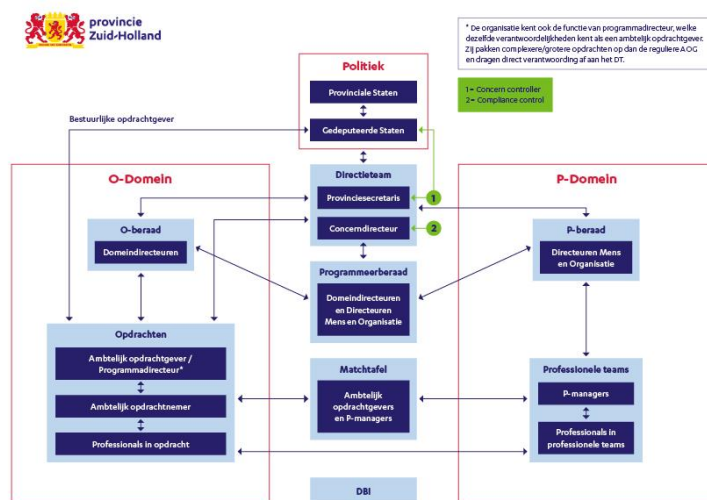 provincie
Zuid-Holland
* De organisatie kent ook de functie van programmadirecteur, welke
dezelfde verantwoordelijkheden kent als een ambtelijk opdrachtgever.
Zij pakken complexere/grotere opdrachten op dan de reguliere AOG
en dragen direct verantwoording af aan het DT.
1 = Concern controller
2 = Compliance control
Politiek
Provinciale Staten
Gedeputeerde Staten
Bestuurlijke opdrachtgever
O-Domein
Directieteam
Provinciesecretaris
Concerndirecteur
1
2
P-Domein
O-beraad
Domeindirecteuren
P-beraad
Directeuren Mens
en Organisatie
Programmeerberaad
Domeindirecteuren
en Directeuren
Mens en Organisatie
Opdrachten
Ambtelijk opdrachtgever /
Programmadirecteur*
Ambtelijk opdrachtnemer
Professionals in opdracht
Matchtafel
Ambtelijk
opdrachtgevers
en P-managers
Professionele teams
P-managers
Professionals in
professionele teams
DBI